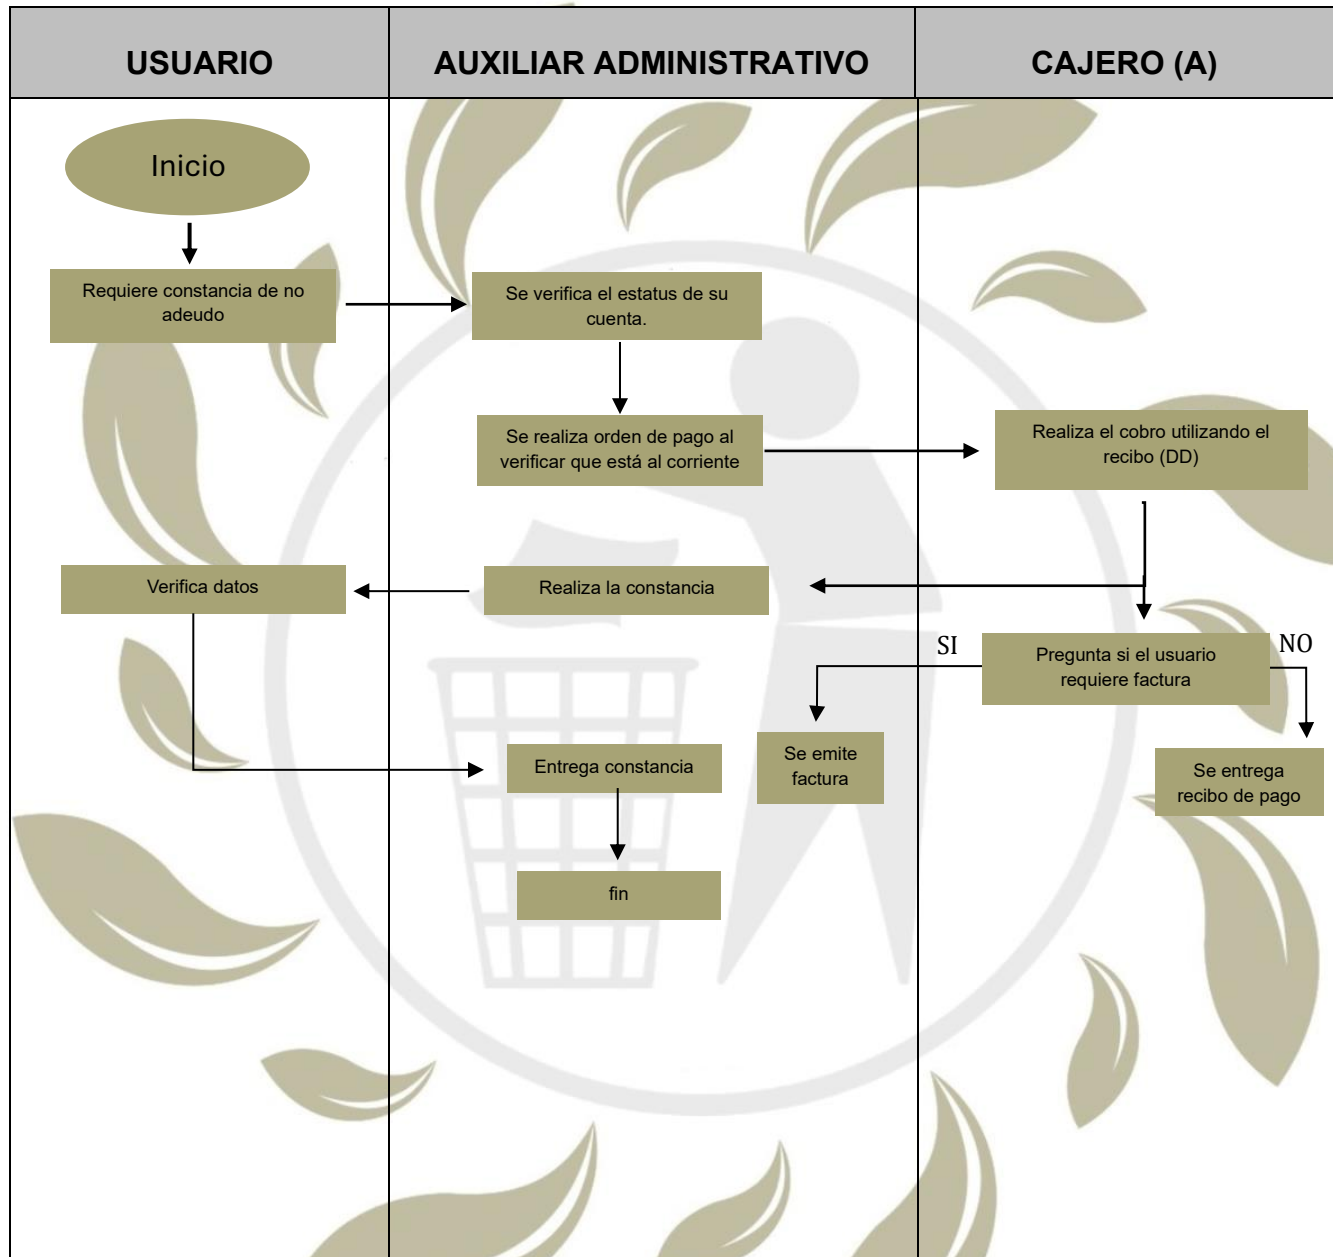 USUARIO
AUXILIAR ADMINISTRATIVO
CAJERO (A)
Inicio
Requiere constancia de no
adeudo
Se verifica el estatus de su
cuenta.
Se realiza orden de pago al
verificar que está al corriente
Realiza el cobro utilizando el
recibo (DD)
Verifica datos
Realiza la constancia
SI
Pregunta si el usuario
requiere factura
NO
Entrega constancia
Se emite
factura
Se entrega
recibo de pago
fin